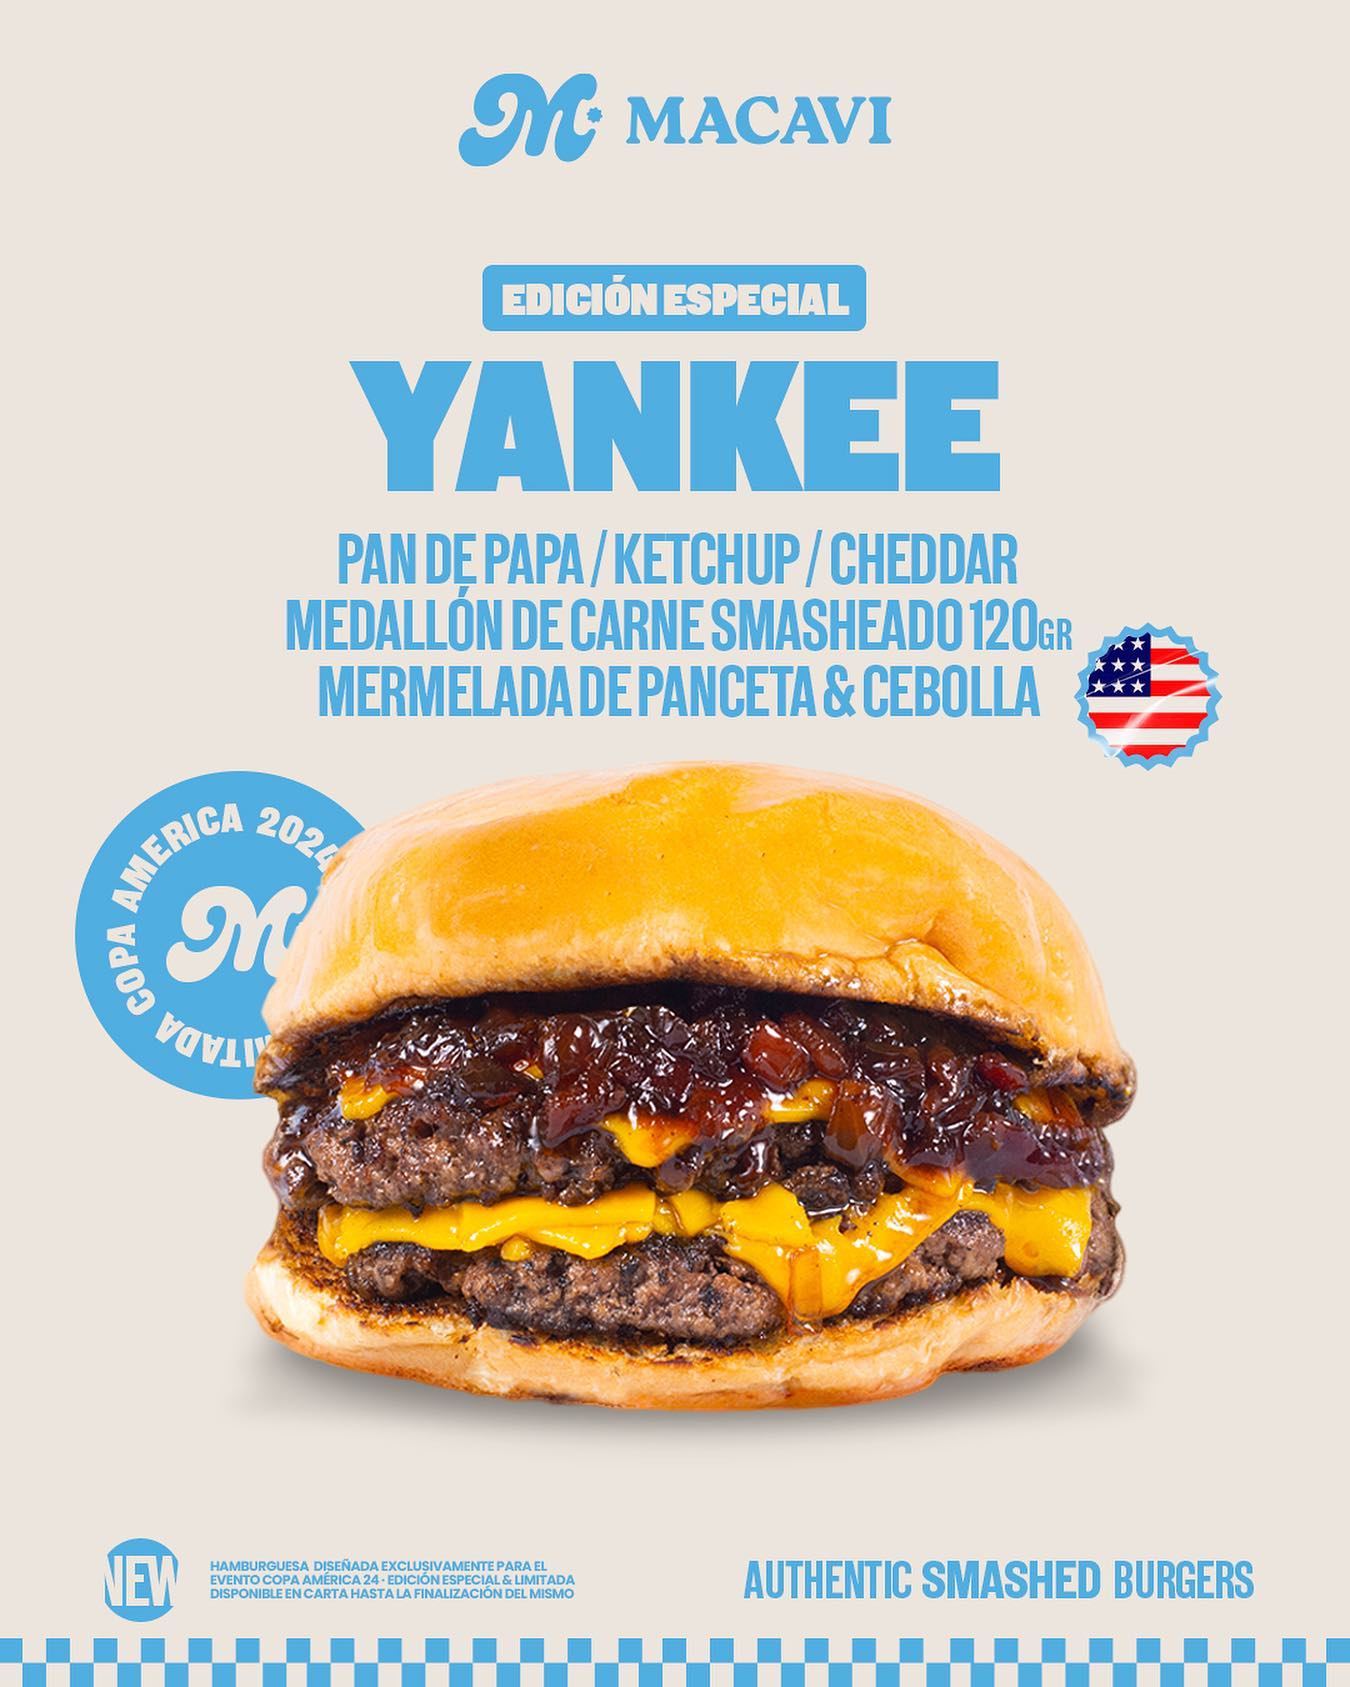 M MACAVI
EDICIÓN ESPECIAL
YANKEE
PAN DE PAPA / KETCHUP / CHEDDAR
MEDALLÓN DE CARNE SMASHEADO 120GR
MERMELADA DE PANCETA & CEBOLLA
COPA AMERICA 2024
M
NEW
HAMBURGUESA DISEÑADA EXCLUSIVAMENTE PARA EL
EVENTO COPA AMÉRICA 24 · EDICIÓN ESPECIAL & LIMITADA
DISPONIBLE EN CARTA HASTA LA FINALIZACIÓN DEL MISMO
AUTHENTIC SMASHED BURGERS